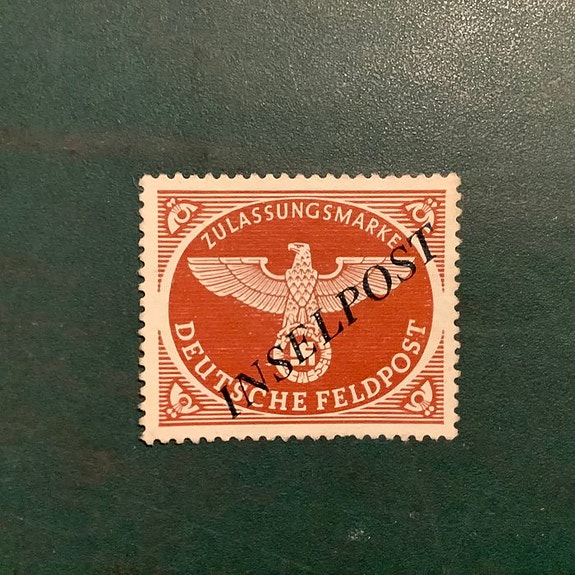 ZULASSUNGSMARKE
INSELPOST
DEUTSCHE FELDPOST